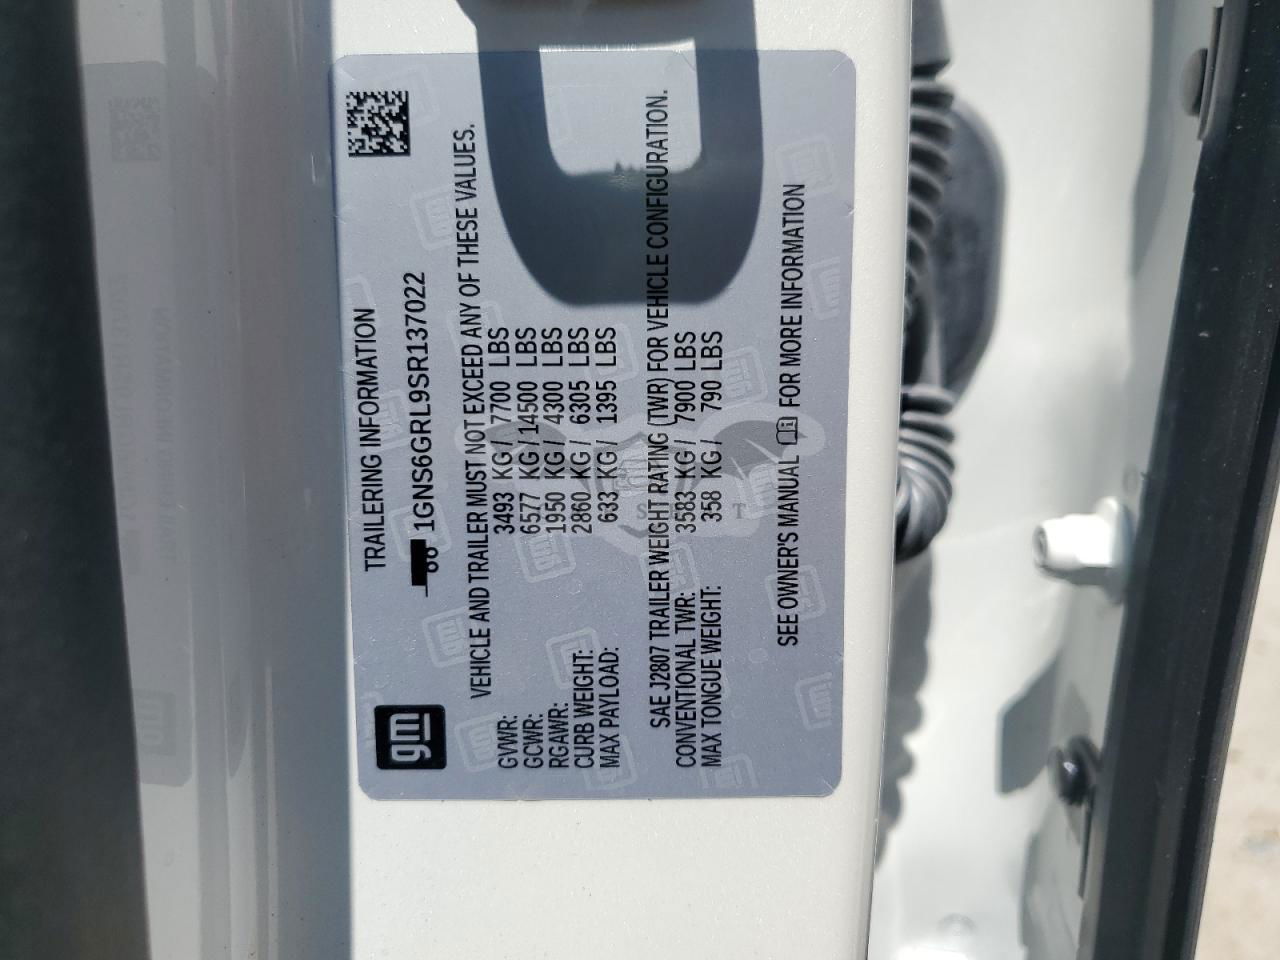 TRAILERING INFORMATION
gm
1GNS6GRL9SR137022
VEHICLE AND TRAILER MUST NOT EXCEED ANY OF THESE VALUES.
GVWR: 3493 KG / 7700 LBS
GCWR: 6577 KG / 14500 LBS
RGAWR: 1950 KG / 4300 LBS
CURB WEIGHT: 2860 KG / 6305 LBS
MAX PAYLOAD: 633 KG / 1395 LBS
SAE J2807 TRAILER WEIGHT RATING (TWR) FOR VEHICLE CONFIGURATION.
CONVENTIONAL TWR: 3583 KG / 7900 LBS
MAX TONGUE WEIGHT: 358 KG / 790 LBS
SEE OWNER'S MANUAL FOR MORE INFORMATION